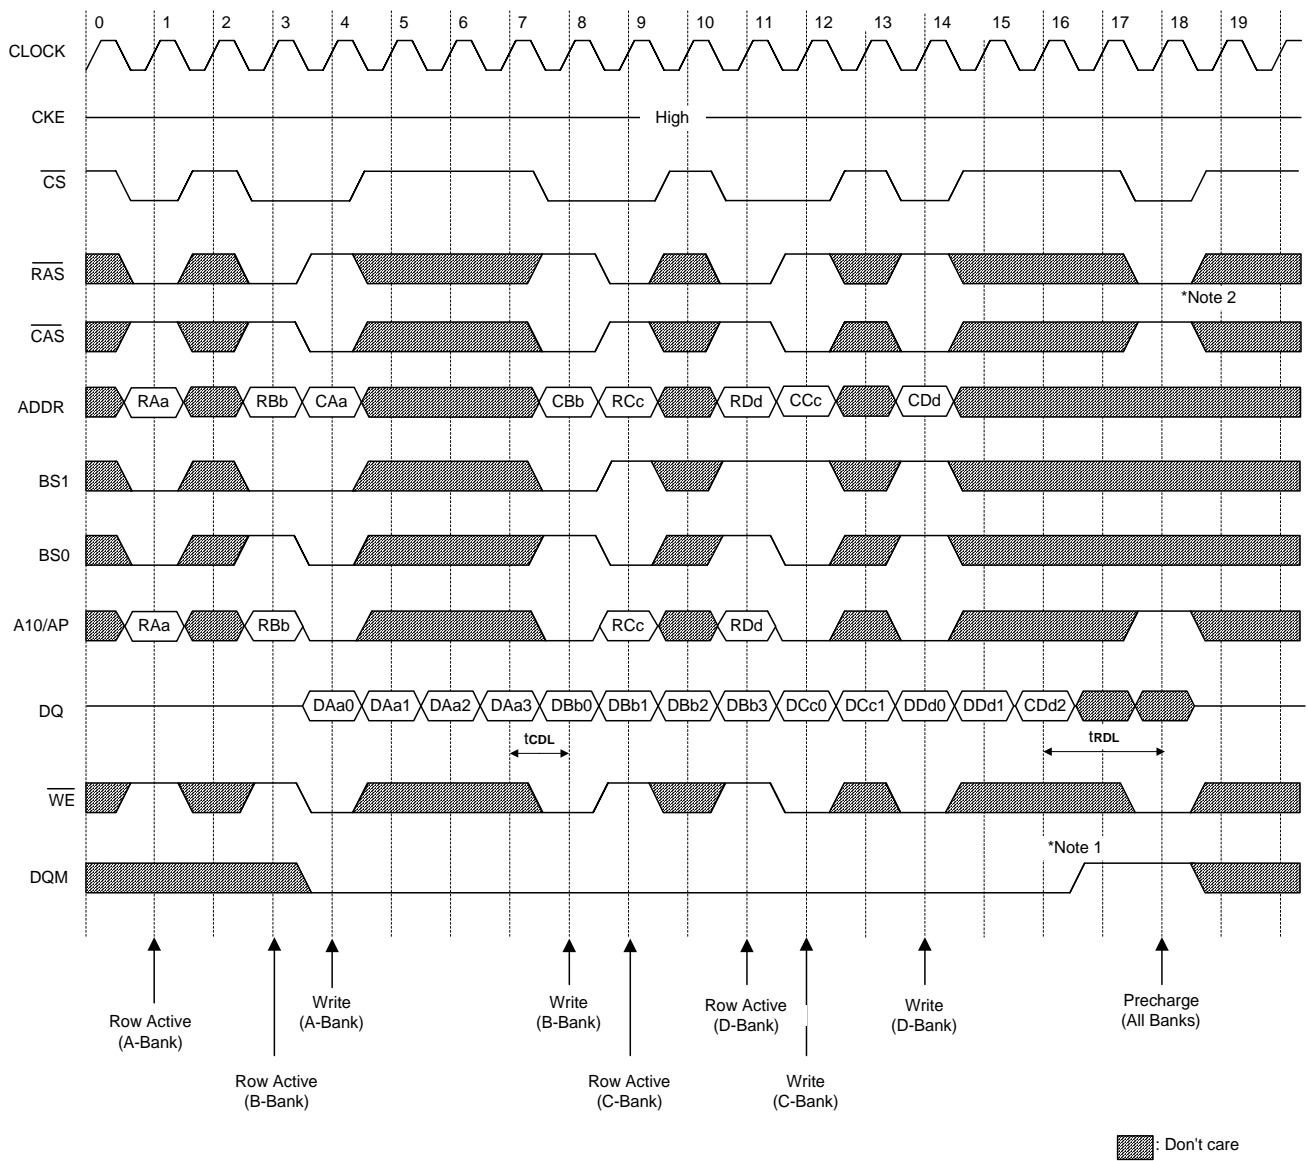 0 1 2 3 4 5 6 7 8 9 10 11 12 13 14 15 16 17 18 19
CLOCK
CKE High
CS
RAS
*Note 2
CAS
ADDR RAa RBb CAa CBb RCc RDd CCc CDd
BS1
BS0
A10/AP RAa RBb RCc RDd
DQ DAa0 DAa1 DAa2 DAa3 DBb0 DBb1 DBb2 DBb3 DCc0 DCc1 DDd0 DDd1 CDd2
tCDL tRDL
WE
*Note 1
DQM
Row Active
(A-Bank)
Row Active
(B-Bank)
Write
(A-Bank)
Write
(B-Bank)
Row Active
(C-Bank)
Row Active
(D-Bank)
Write
(C-Bank)
Write
(D-Bank)
Precharge
(All Banks)
: Don't care